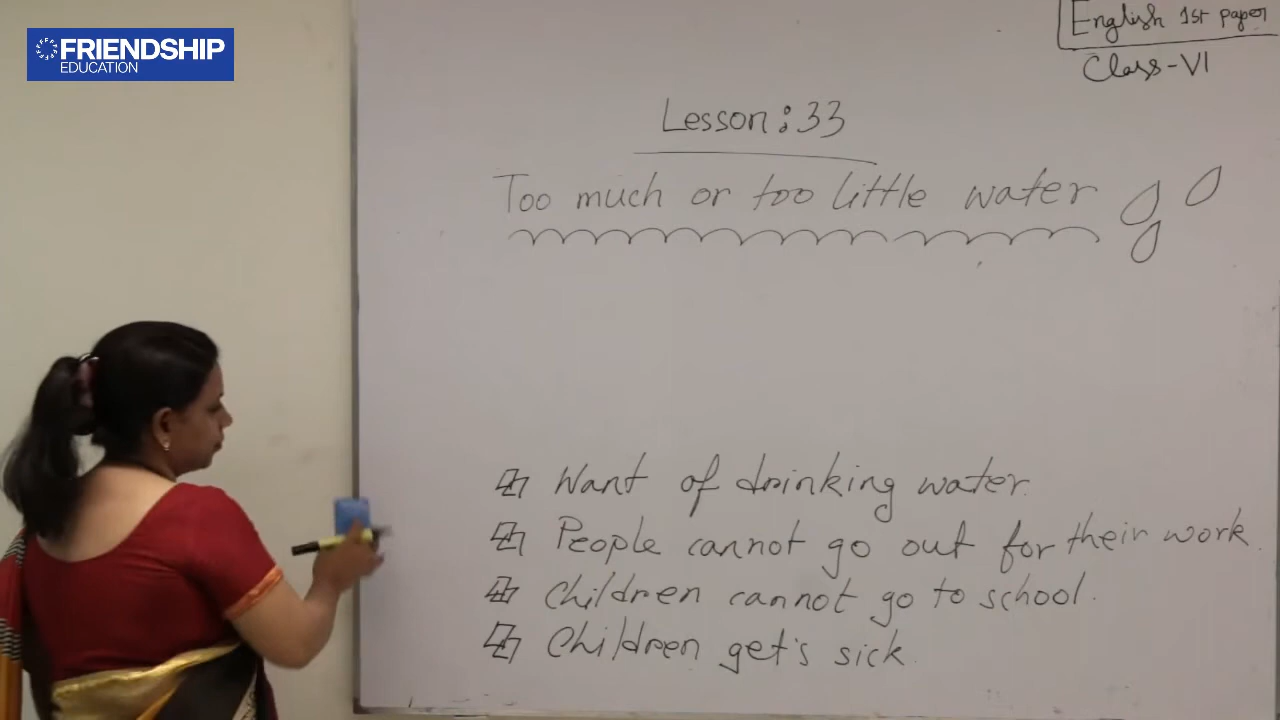 FRIENDSHIP
EDUCATION
English 1st paper
Class-VI
Lesson: 33
Too much or too little water
Want of drinking water.
People cannot go out for their work.
Children cannot go to school.
Children get's sick.